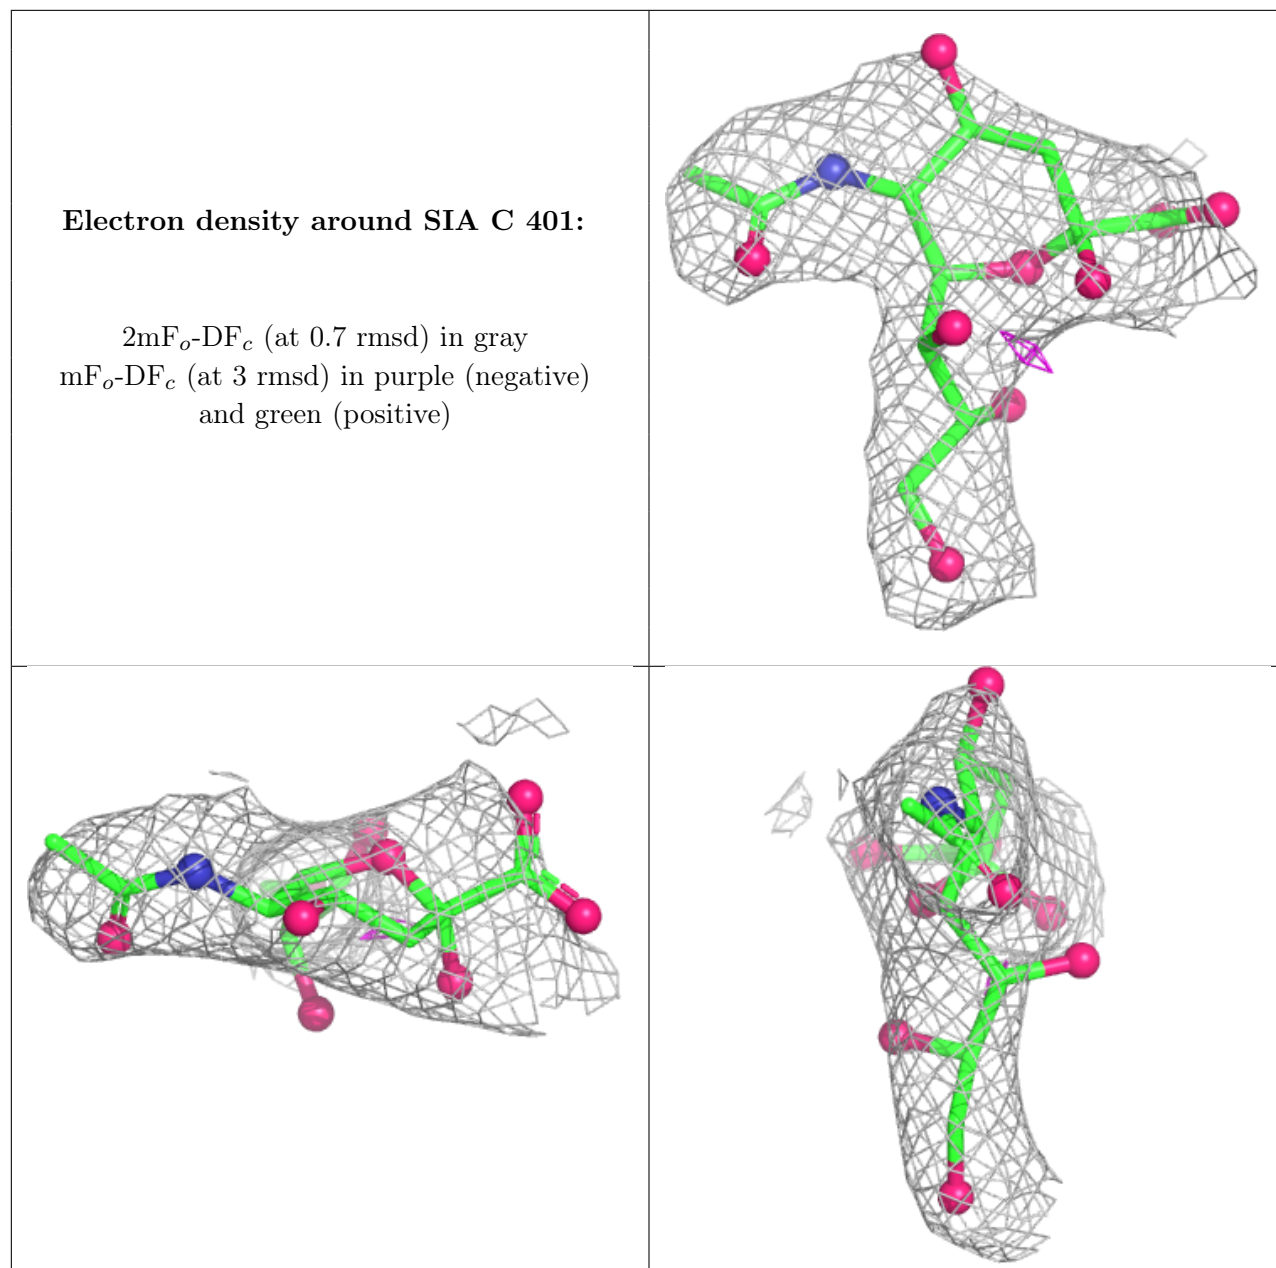 Electron density around SIA C 401:
2mFo-DFc (at 0.7 rmsd) in gray
mFo-DFc (at 3 rmsd) in purple (negative)
and green (positive)